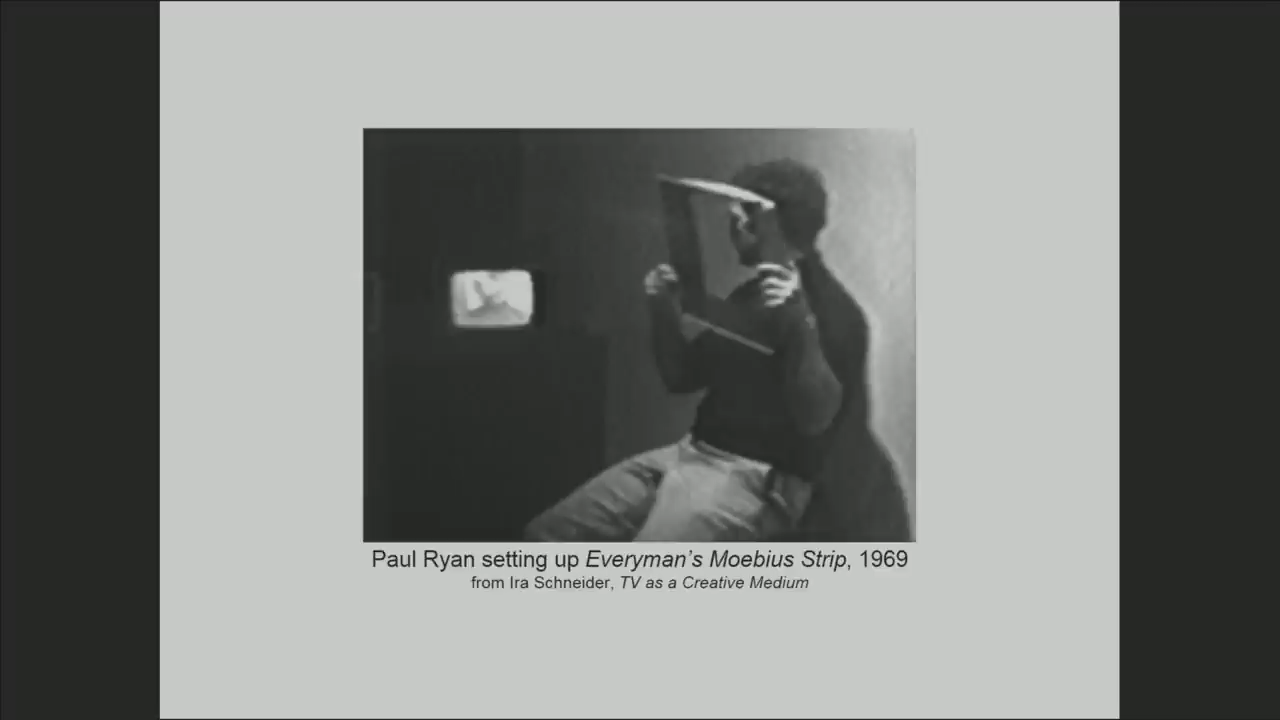 Paul Ryan setting up Everyman’s Moebius Strip, 1969
from Ira Schneider, TV as a Creative Medium